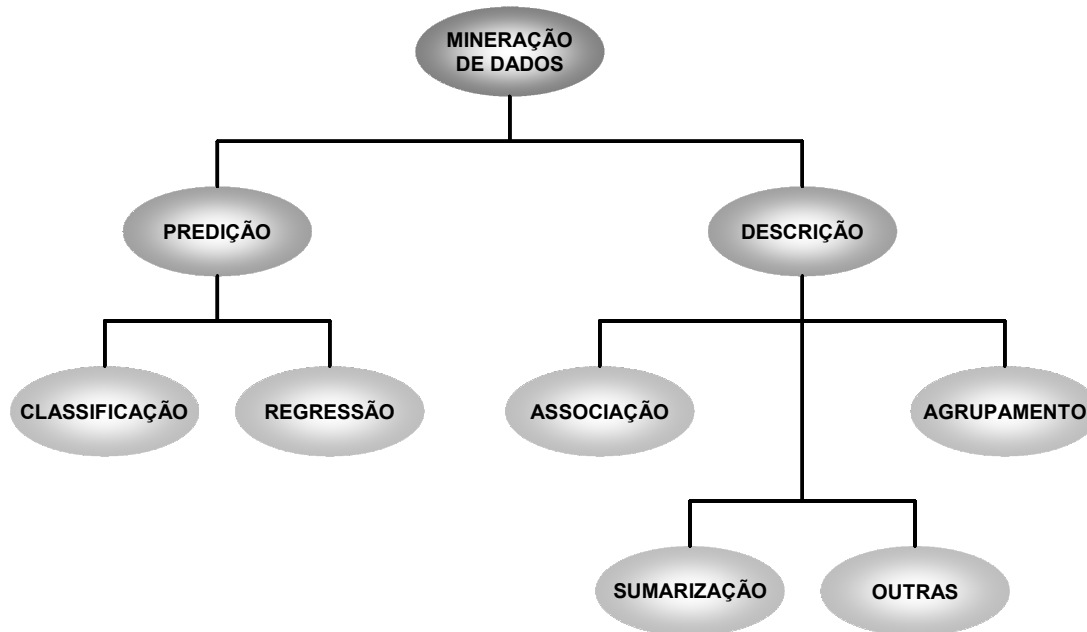 MINERAÇÃO
DE DADOS
PREDIÇÃO
DESCRIÇÃO
CLASSIFICAÇÃO
REGRESSÃO
ASSOCIAÇÃO
AGRUPAMENTO
SUMARIZAÇÃO
OUTRAS